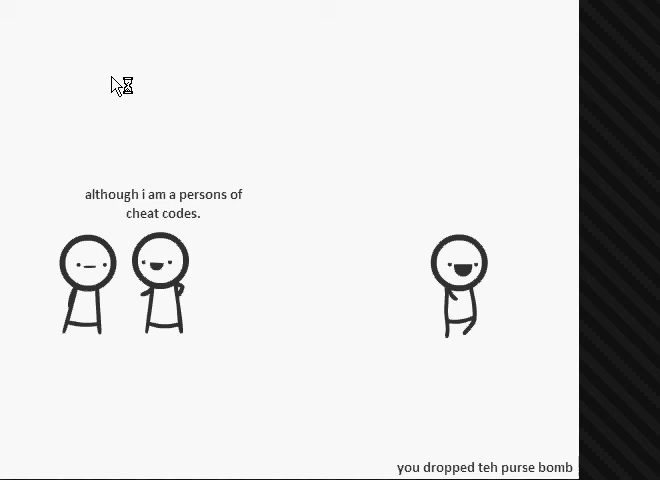 although i am a persons of
cheat codes.
you dropped teh purse bomb